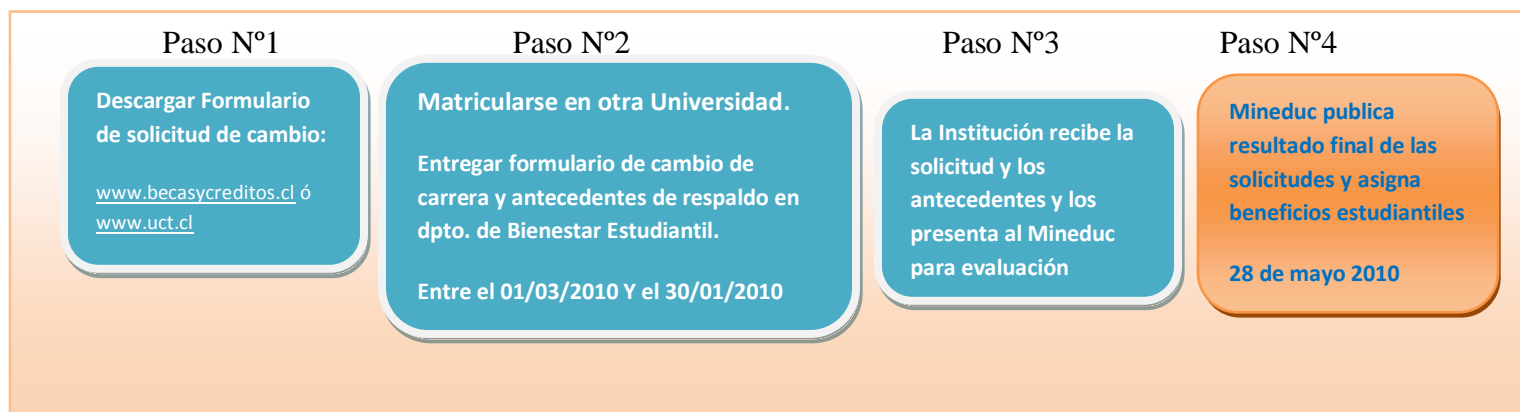 Paso Nº1
Descargar Formulario
de solicitud de cambio:
www.becasycreditos.cl ó
www.uct.cl
Paso Nº2
Matricularse en otra Universidad.
Entregar formulario de cambio de
carrera y antecedentes de respaldo en
dpto. de Bienestar Estudiantil.
Entre el 01/03/2010 Y el 30/01/2010
Paso Nº3
La Institución recibe la
solicitud y los
antecedentes y los
presenta al Mineduc
para evaluación
Paso Nº4
Mineduc publica
resultado final de las
solicitudes y asigna
beneficios estudiantiles
28 de mayo 2010